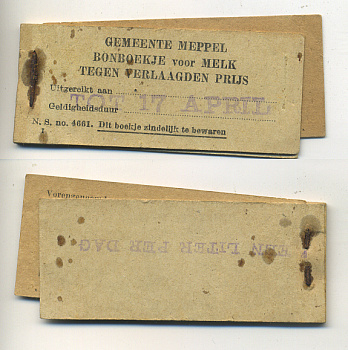 GEMEENTE MEPPEL
BONBOEKJE voor MELK
TEGEN VERLAAGDEN PRIJS
Uitgereikt aan
TOT 17 APRIL
Geldigheidsduur
N. S. no. 4661. Dit boekje zindelijk te bewaren
EEN LITER PER DAG